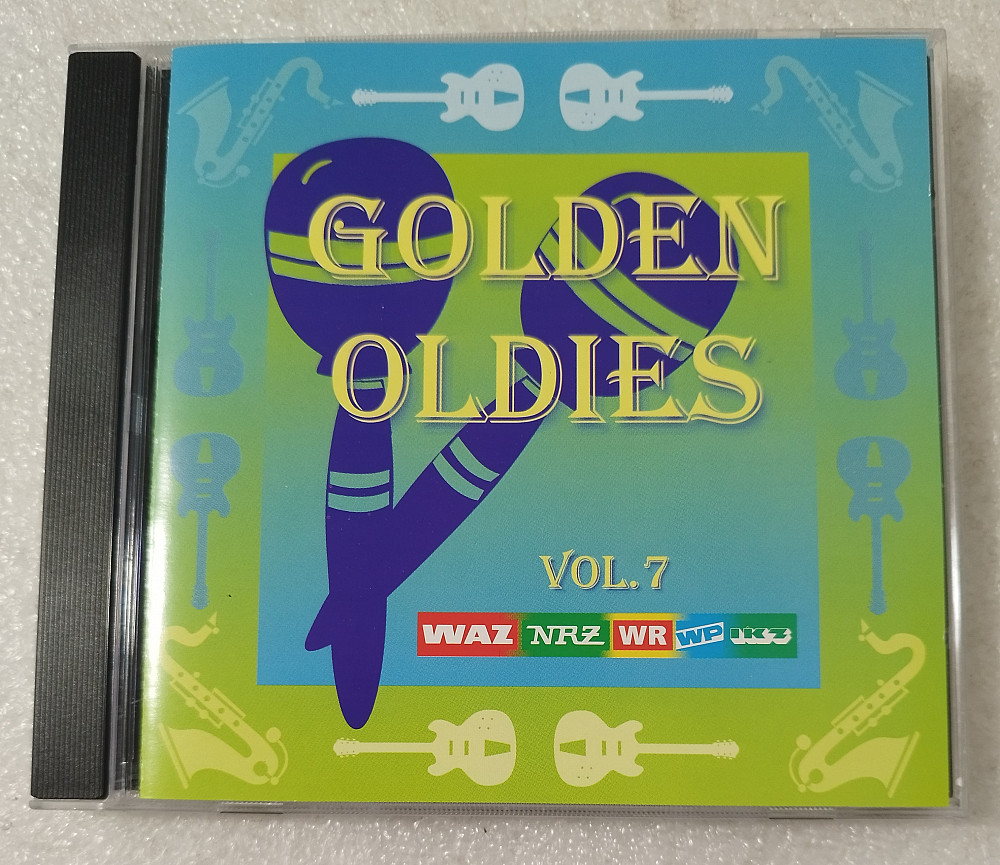 GOLDEN
OLDIES
VOL. 7
WAZ NRZ WR WP IKZ